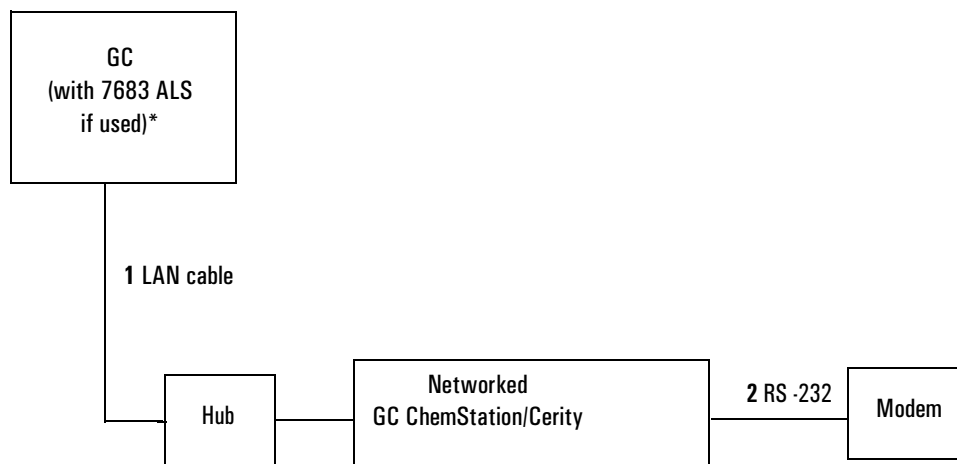 GC
(with 7683 ALS
if used)*
1 LAN cable
Networked
GC ChemStation/Cerity
2 RS -232
Hub
Modem